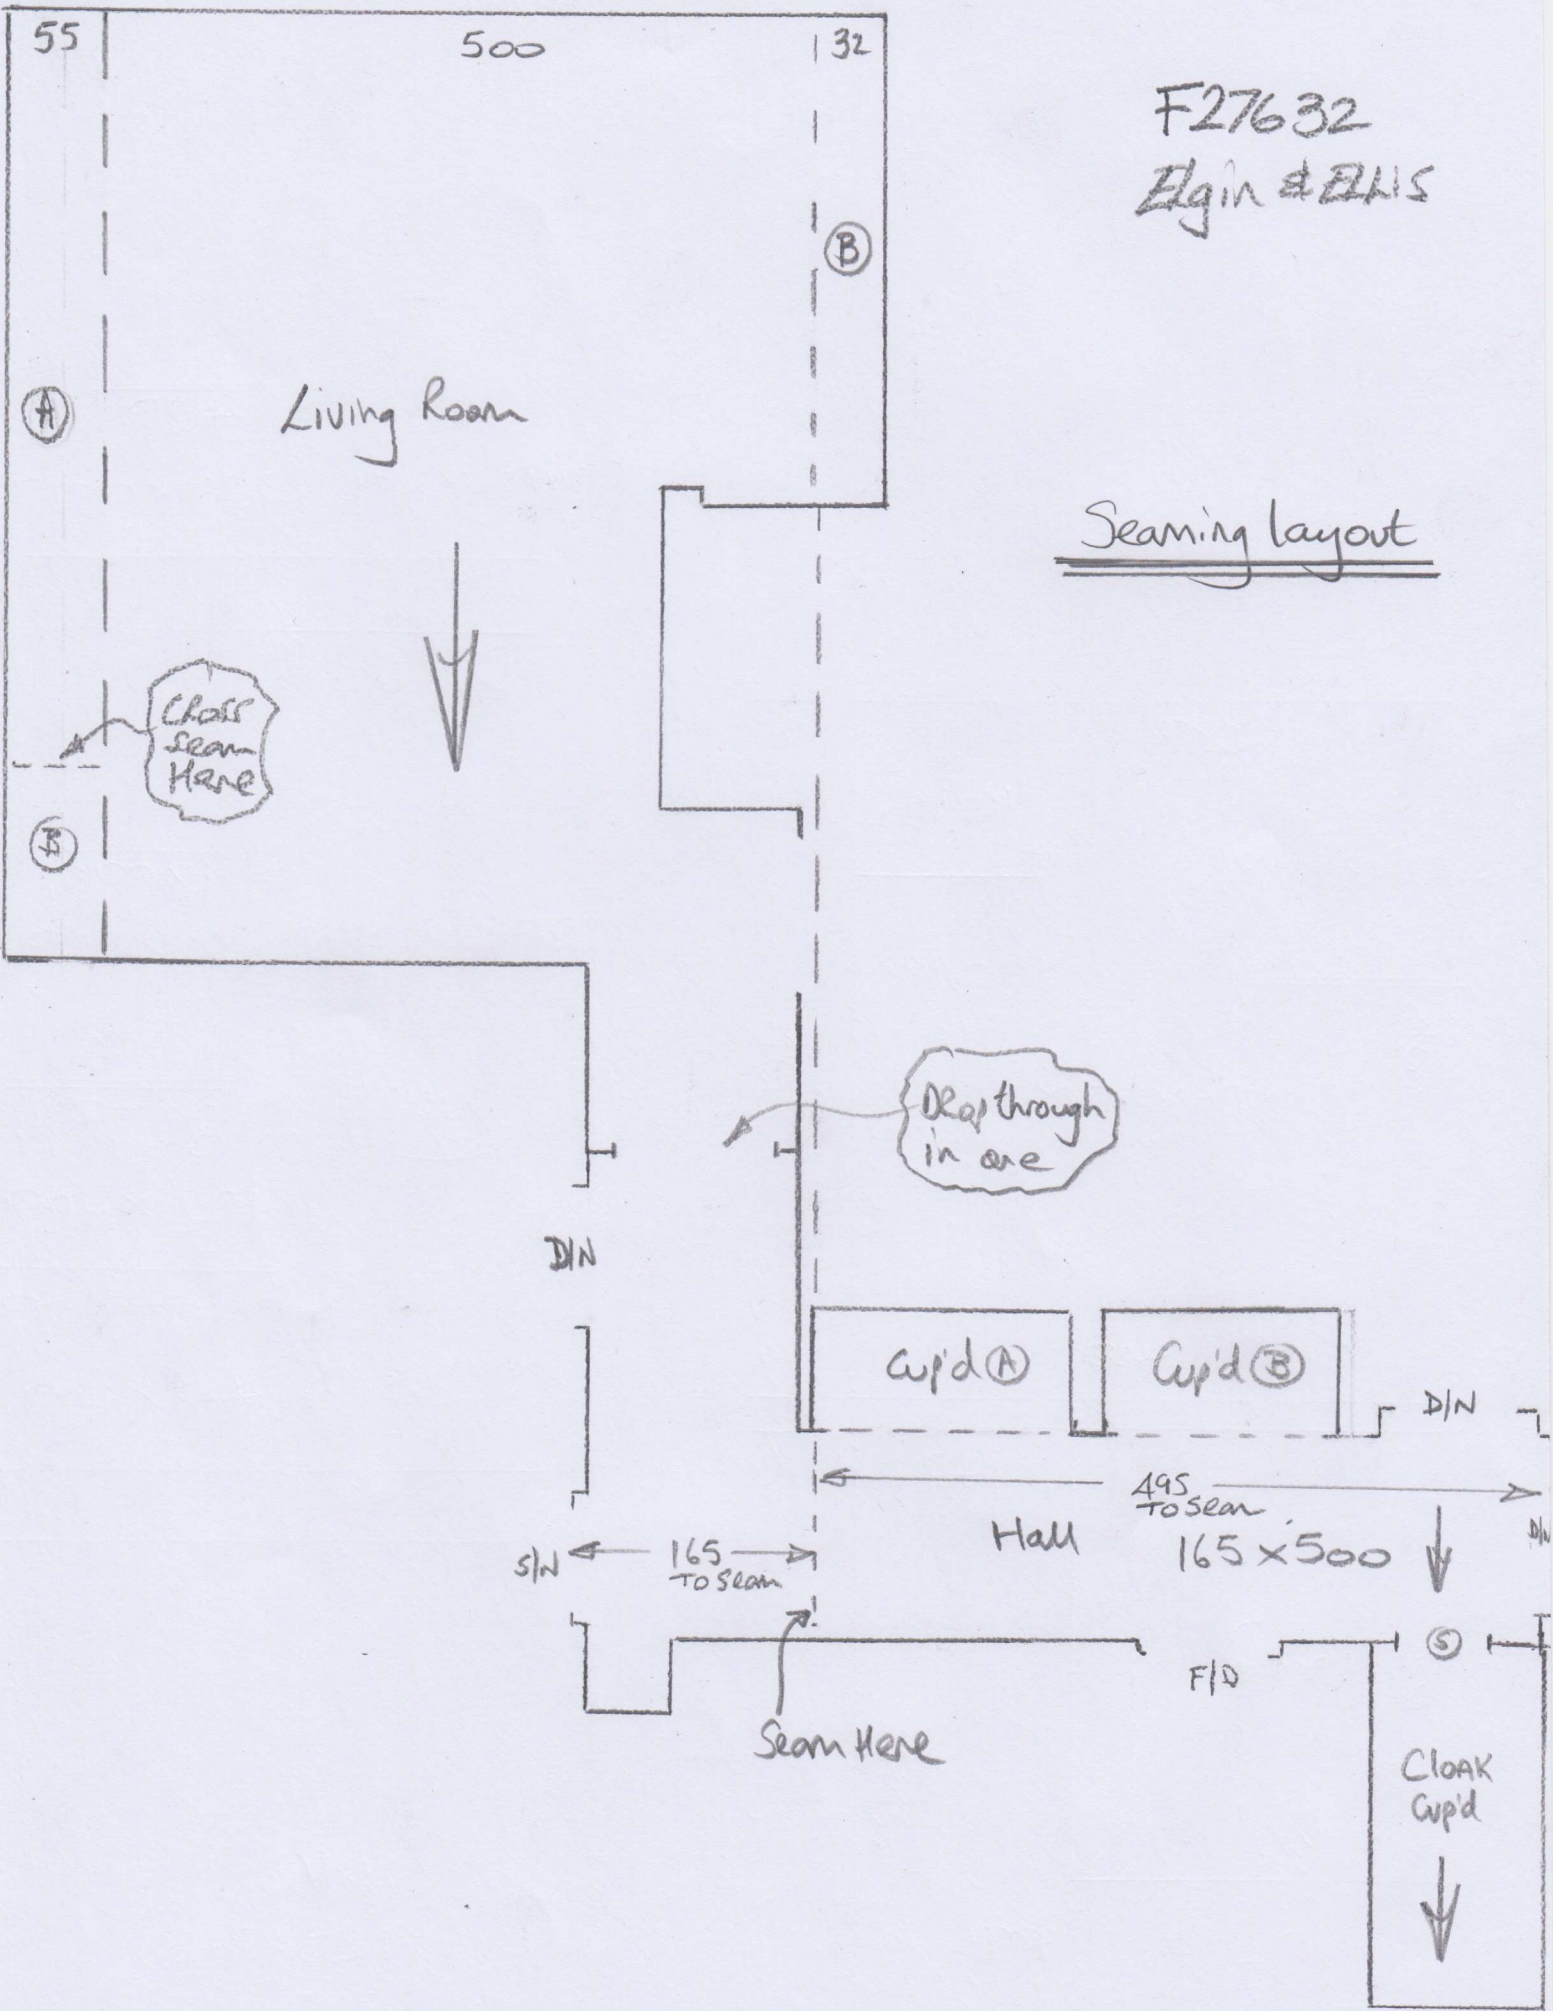 55
500
32
F27632
Elgin & ELLIS
B
A
Living Room
Seaming layout
Cross
Seam
Here
B
Drop through
in one
D/N
Cup'd A
Cup'd B
D/N
495
To Seam
Hall
165 x 500
D/N
S/N
165
To Seam
S
F/D
Seam Here
CLOAK
Cup'd